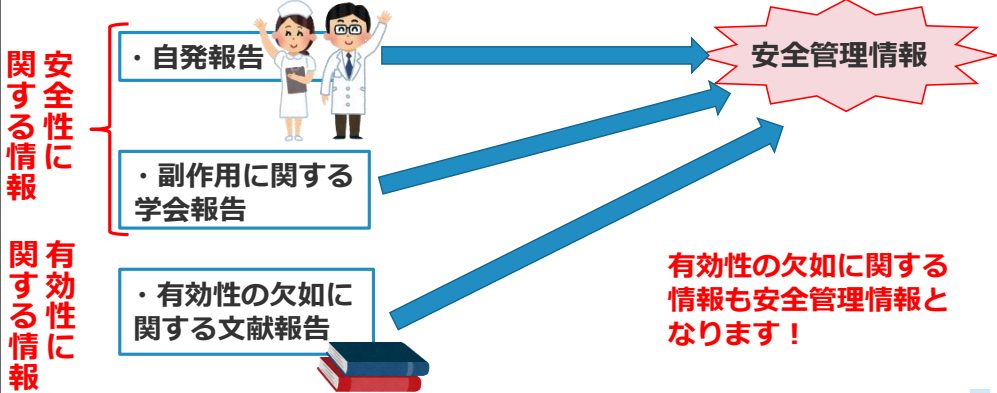 安全性に
関する情報
・自発報告
・副作用に関する
学会報告
有効性に
関する情報
・有効性の欠如に
関する文献報告
安全管理情報
有効性の欠如に関する
情報も安全管理情報と
なります！